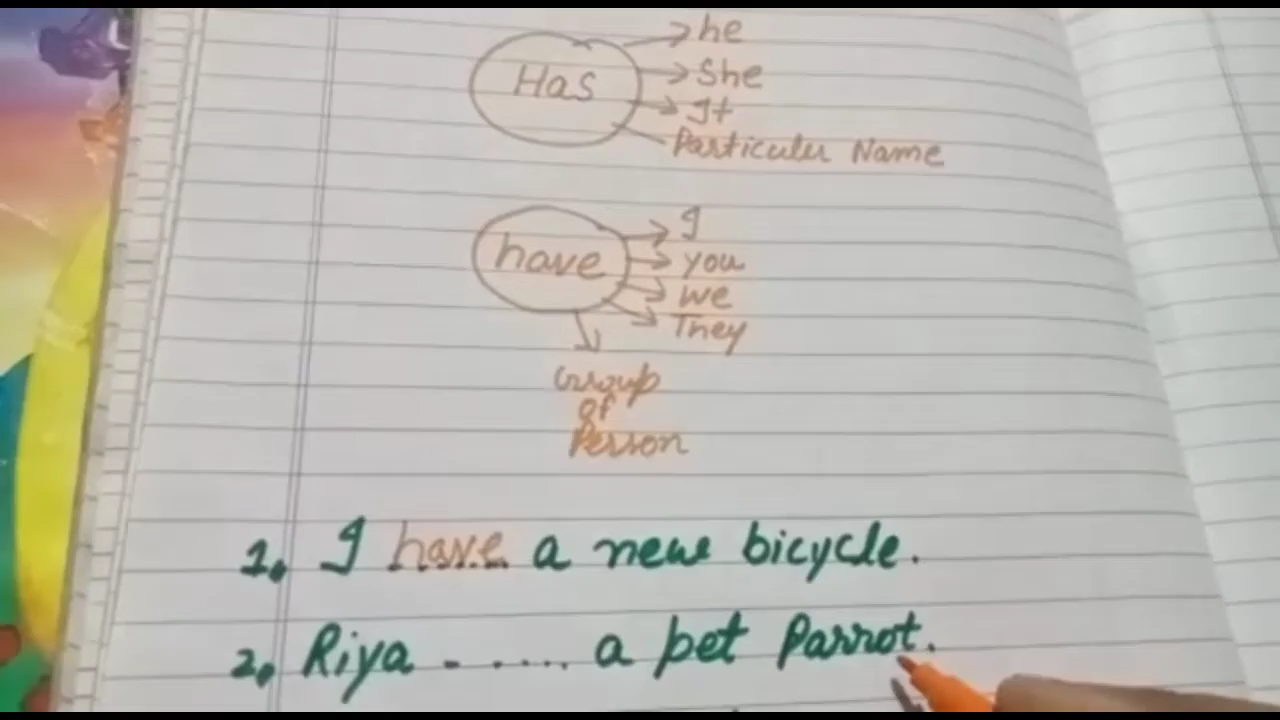 Has
he
She
It
Particuler Name
have
I
you
we
They
Group
of
Person
1. I have a new bicycle.
2. Riya ...... a pet Parrot.